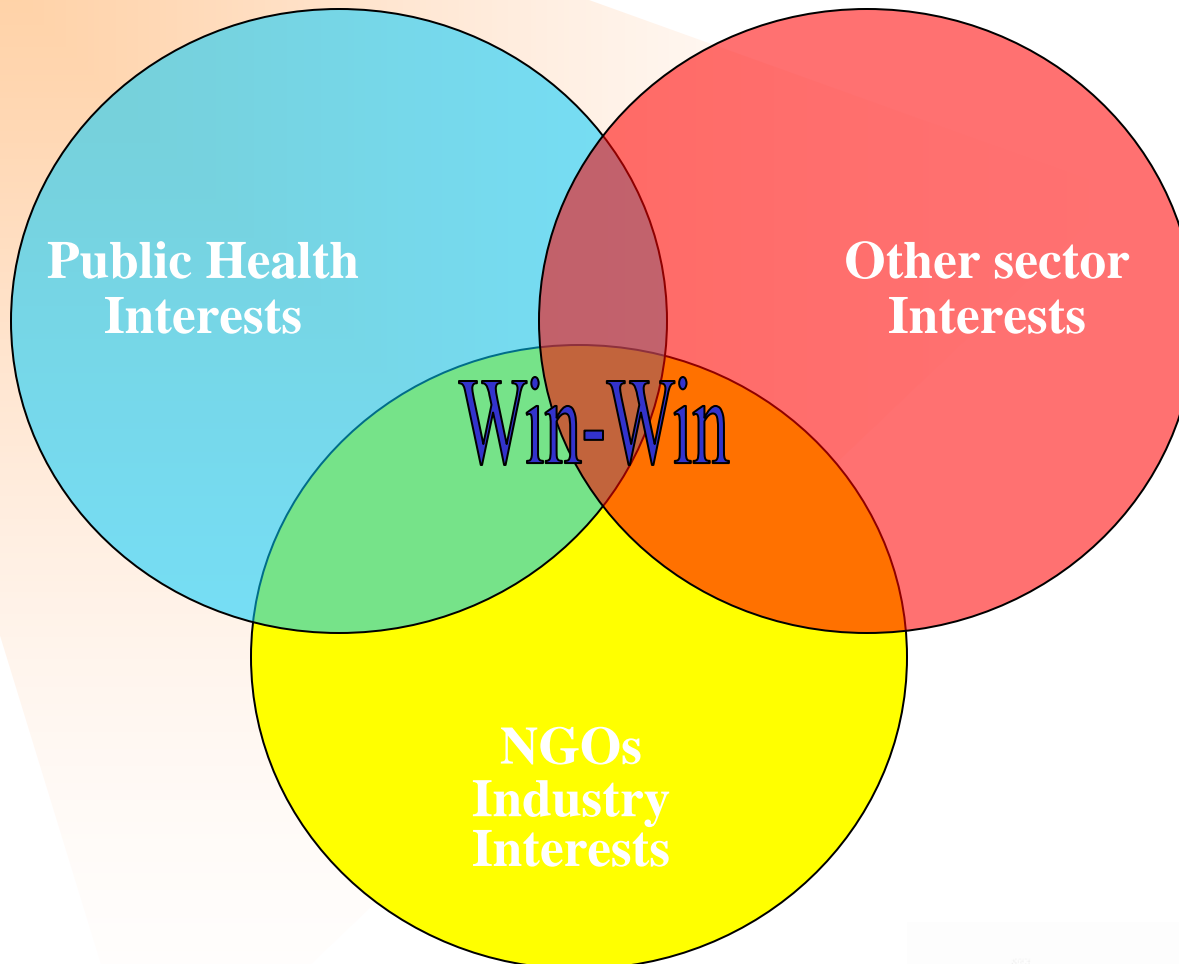 Public Health
Interests
Other sector
Interests
Win-Win
NGOs
Industry
Interests